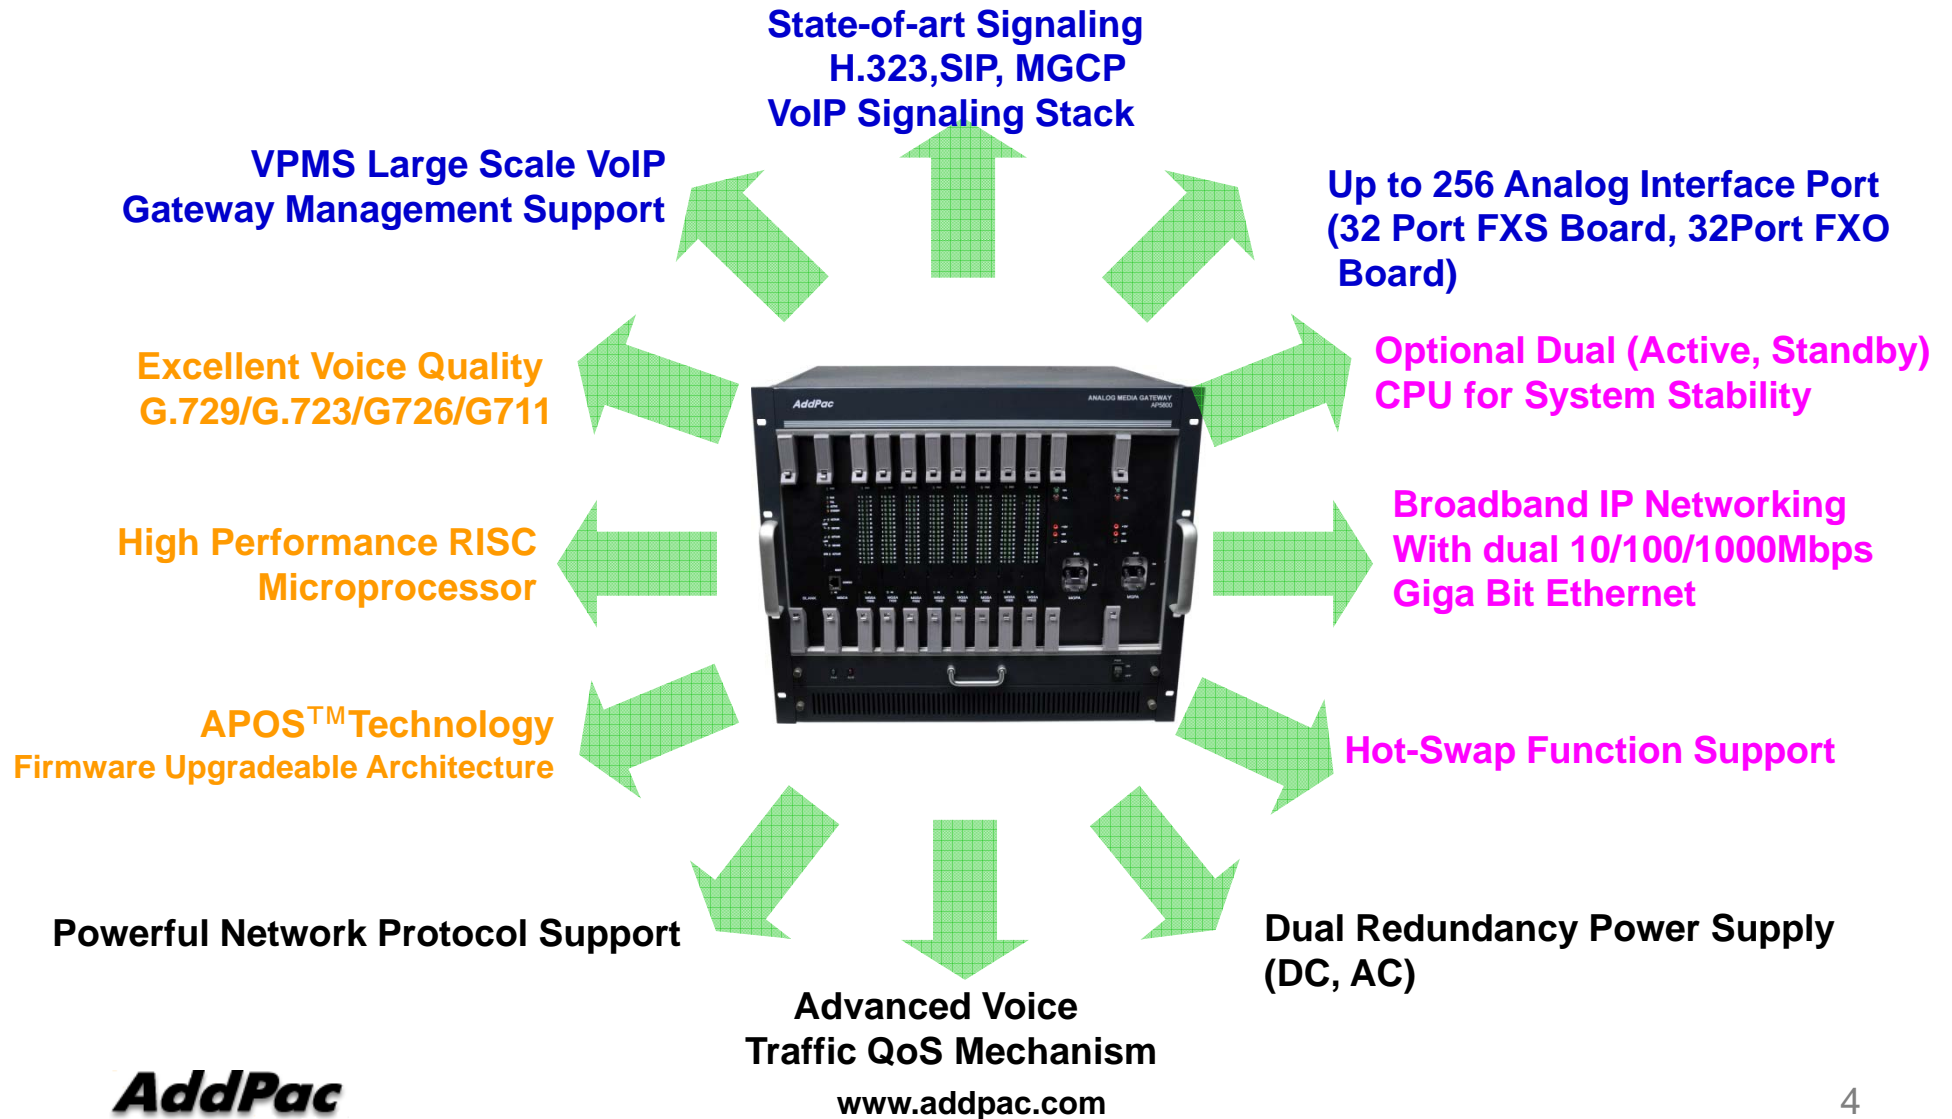 State-of-art Signaling
H.323,SIP, MGCP
VoIP Signaling Stack
VPMS Large Scale VoIP
Gateway Management Support
Up to 256 Analog Interface Port
(32 Port FXS Board, 32Port FXO
Board)
Excellent Voice Quality
G.729/G.723/G726/G711
Optional Dual (Active, Standby)
CPU for System Stability
AddPac
ANALOG MEDIA GATEWAY
AP5800
High Performance RISC
Microprocessor
Broadband IP Networking
With dual 10/100/1000Mbps
Giga Bit Ethernet
APOS™Technology
Firmware Upgradeable Architecture
Hot-Swap Function Support
Powerful Network Protocol Support
Dual Redundancy Power Supply
(DC, AC)
Advanced Voice
Traffic QoS Mechanism
AddPac
www.addpac.com
4